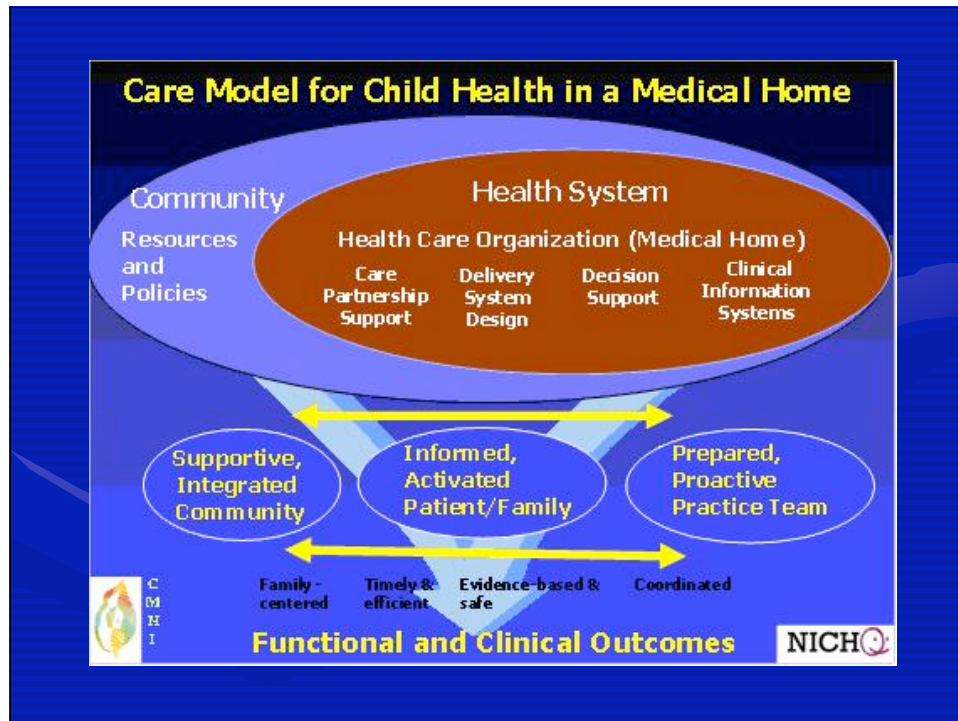 Care Model for Child Health in a Medical Home
Community
Resources
and
Policies
Health System
Health Care Organization (Medical Home)
Care
Partnership
Support
Delivery
System
Design
Decision
Support
Clinical
Information
Systems
Supportive,
Integrated
Community
Informed,
Activated
Patient/Family
Prepared,
Proactive
Practice Team
Family -
centered
Timely &
efficient
Evidence-based &
safe
Coordinated
Functional and Clinical Outcomes
C
M
H
I
NICHQ